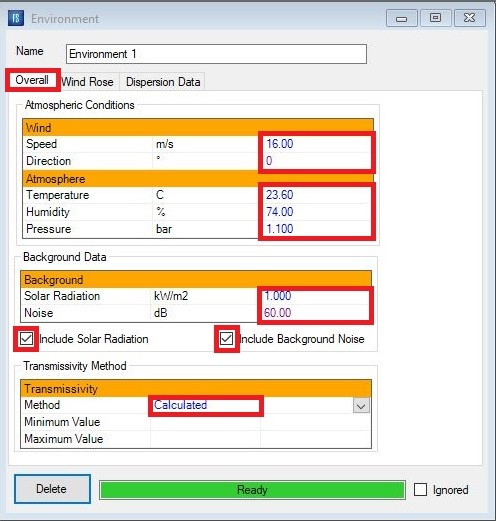 FS Environment
Name Environment 1
Overall Wind Rose Dispersion Data
Atmospheric Conditions
Wind
Speed m/s 16.00
Direction ° 0
Atmosphere
Temperature C 23.60
Humidity % 74.00
Pressure bar 1.100
Background Data
Background
Solar Radiation kW/m2 1.000
Noise dB 60.00
Include Solar Radiation Include Background Noise
Transmissivity Method
Transmissivity
Method Calculated
Minimum Value
Maximum Value
Delete Ready Ignored